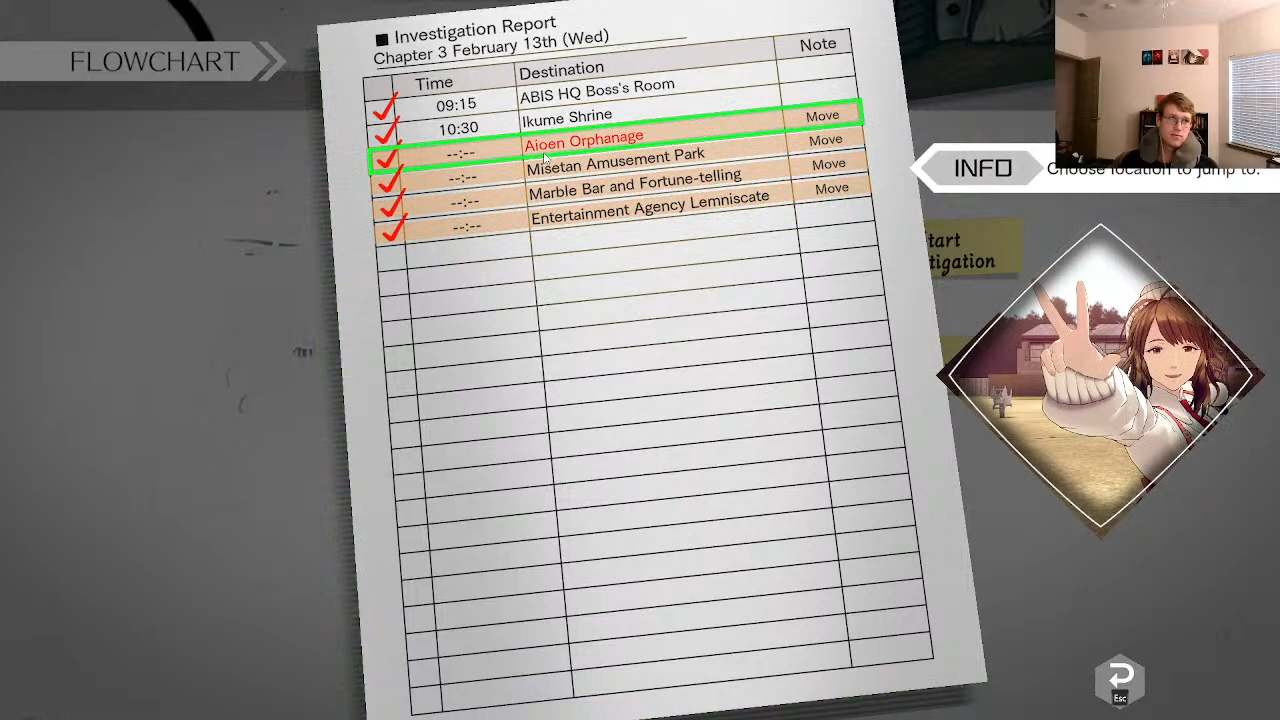 FLOWCHART
■ Investigation Report
Chapter 3 February 13th (Wed)
Time Destination Note
09:15 ABIS HQ Boss's Room
10:30 Ikume Shrine
--:-- Aioen Orphanage Move
--:-- Misetan Amusement Park Move
--:-- Marble Bar and Fortune-telling Move
--:-- Entertainment Agency Lemniscate Move
INFO Choose location to jump to.
tart
tigation
Esc